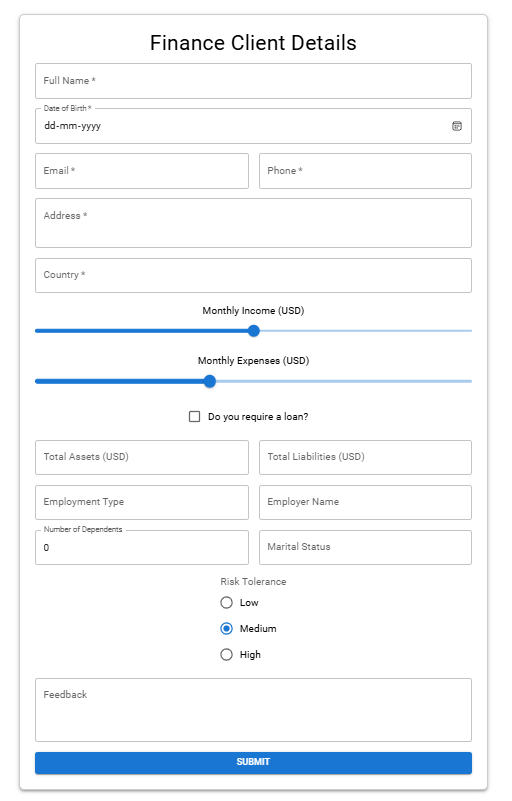 Finance Client Details
Full Name *
Date of Birth *
dd-mm-yyyy
Email * Phone *
Address *
Country *
Monthly Income (USD)
Monthly Expenses (USD)
Do you require a loan?
Total Assets (USD) Total Liabilities (USD)
Employment Type Employer Name
Number of Dependents
0 Marital Status
Risk Tolerance
Low
Medium
High
Feedback
SUBMIT